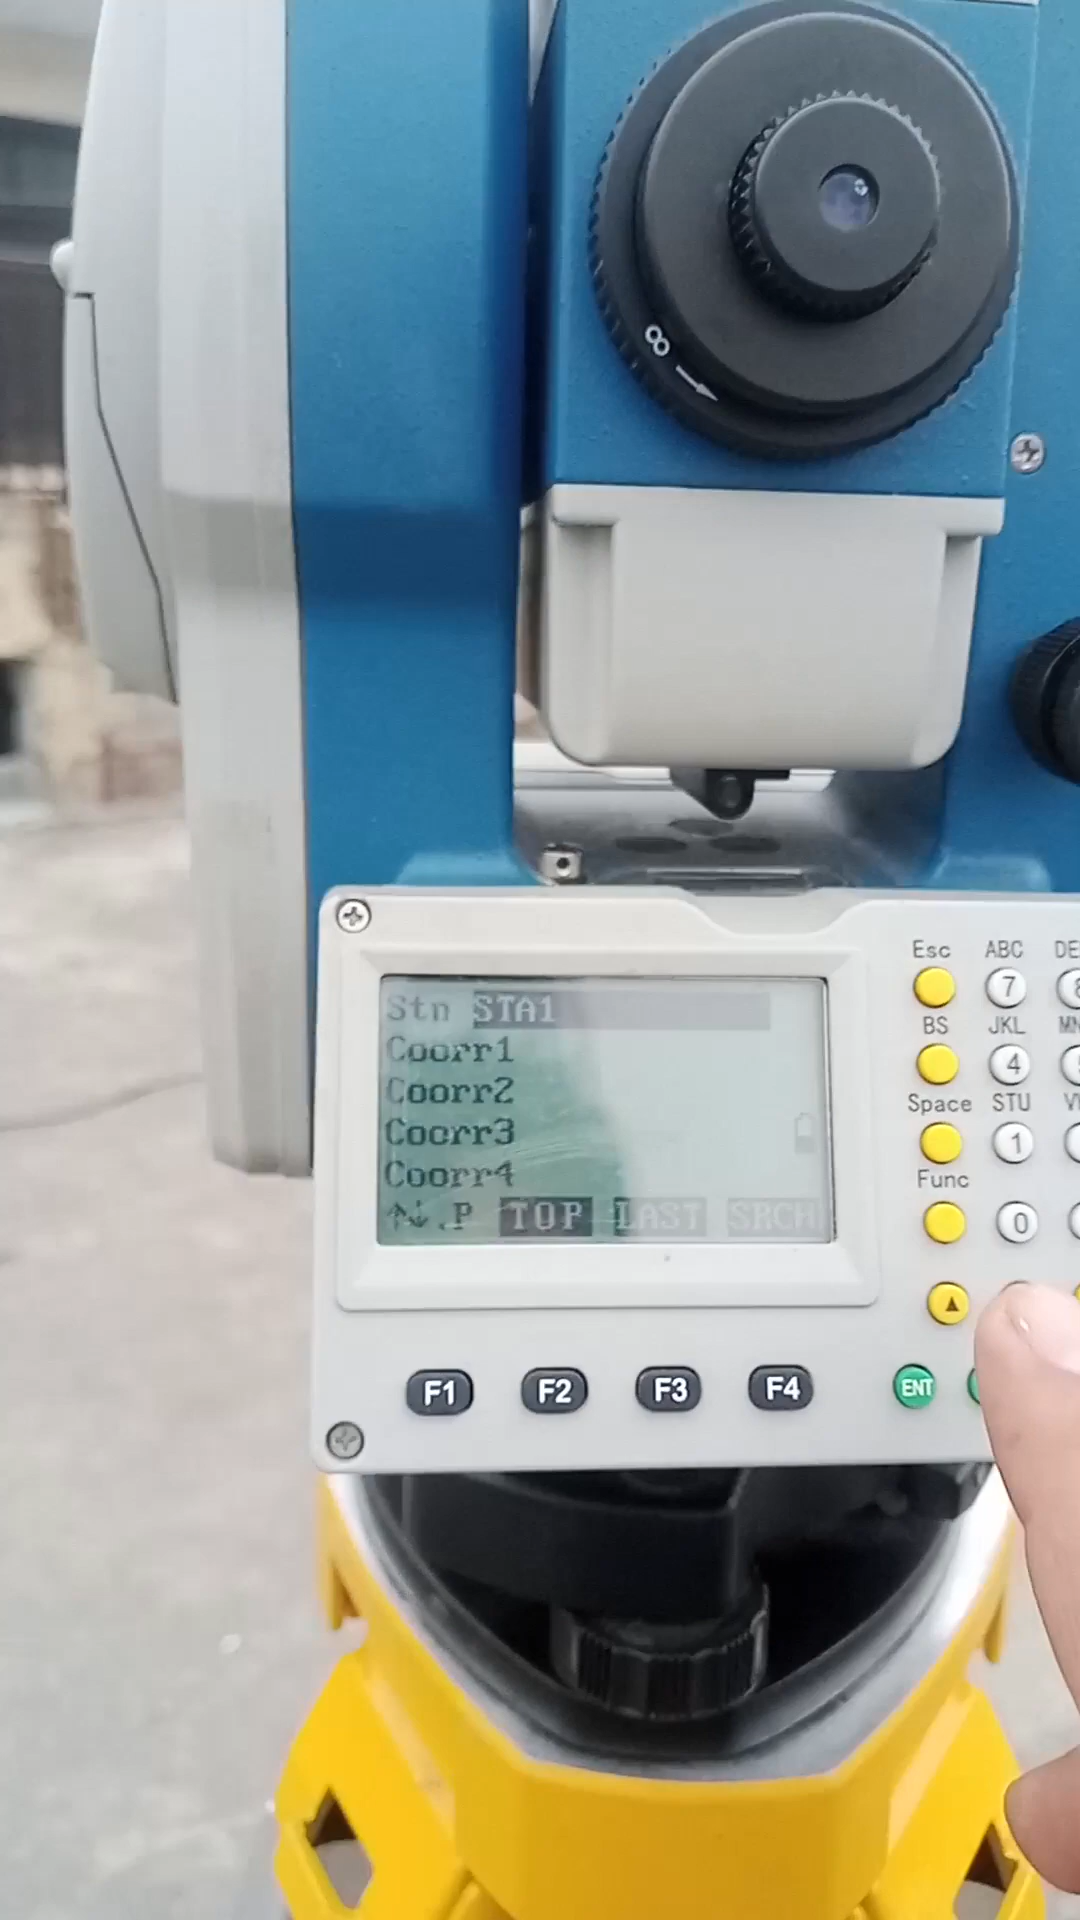 ∞
Esc ABC
7
BS JKL
4
Space STU
1
Func
0
▲
Stn STA1
Coorr1
Coorr2
Coorr3
Coorr4
↑↓.P TOP LAST SRCH
F1 F2 F3 F4 ENT